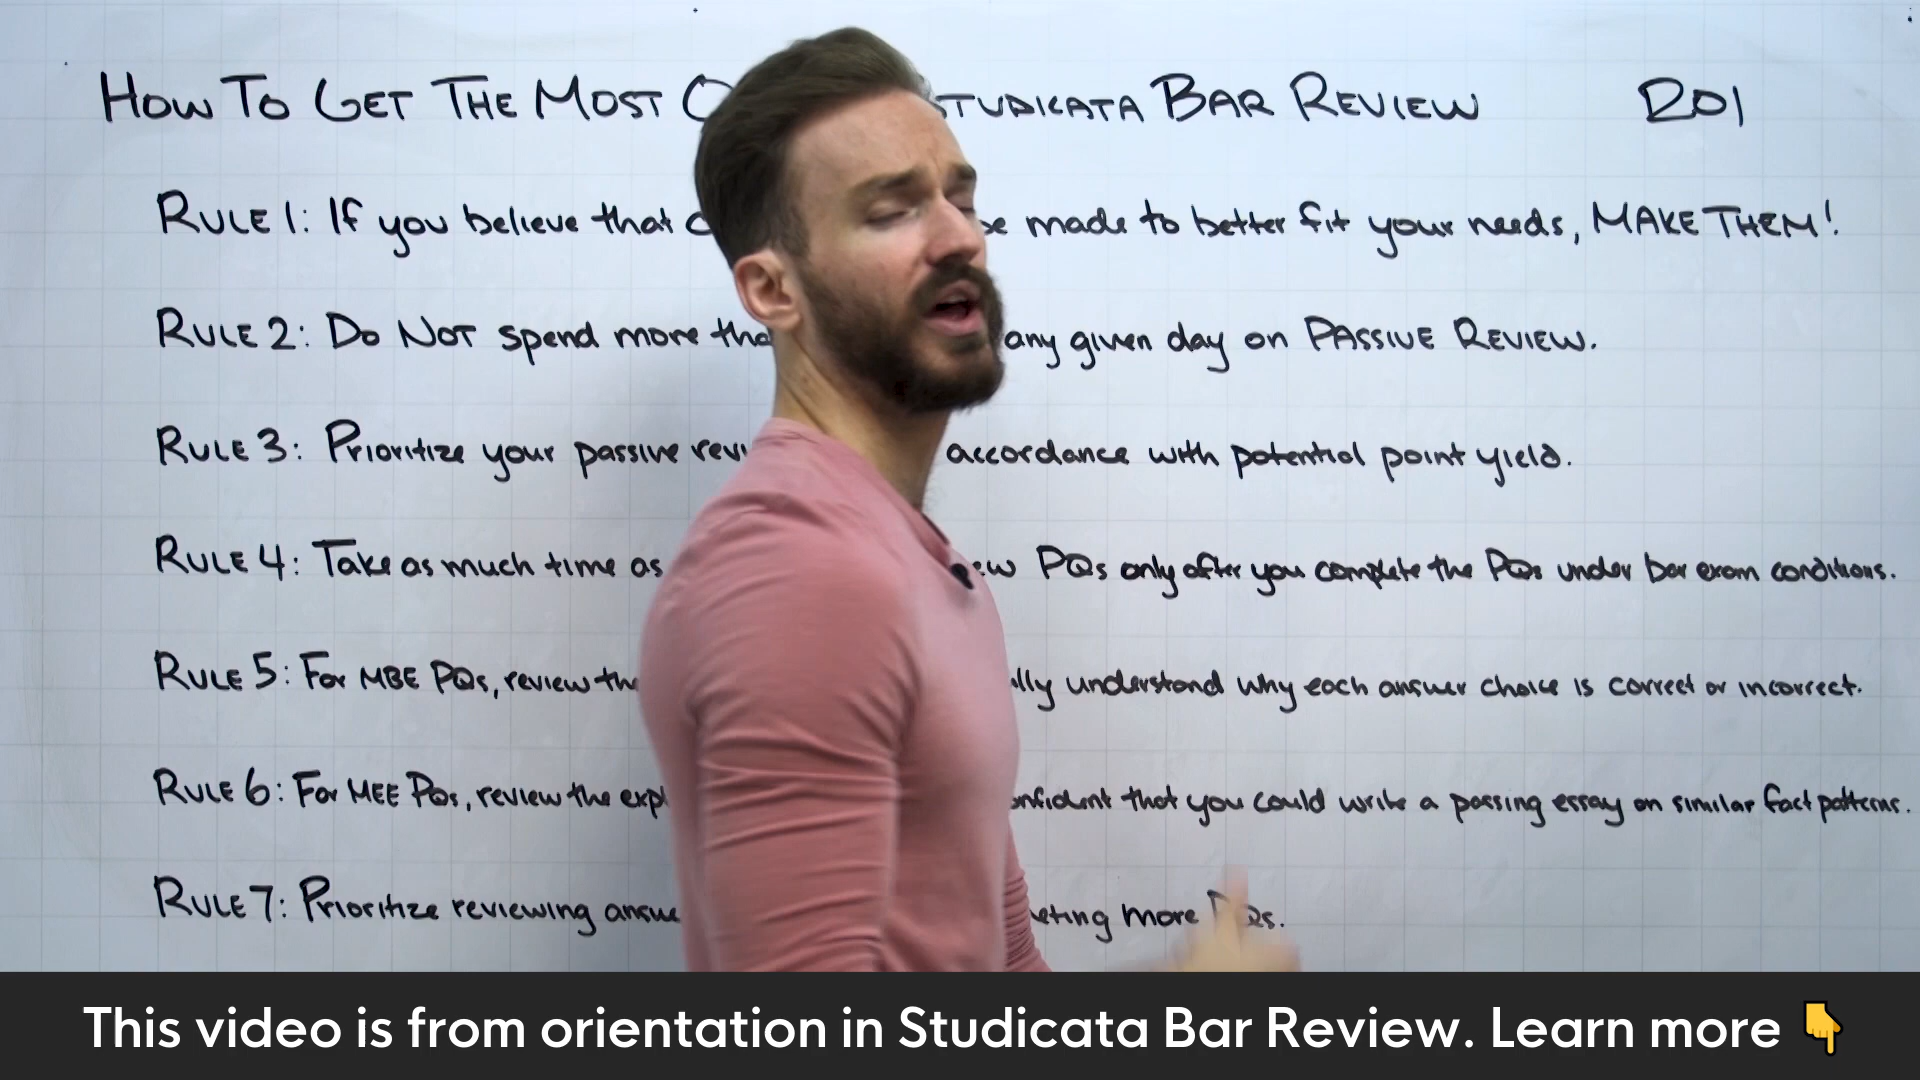 HOW TO GET THE MOST STUDICATA BAR REVIEW 201
RULE 1: If you believe that be made to better fit your needs, MAKE THEM!
RULE 2: Do NOT spend more any given day on PASSIVE REVIEW.
RULE 3: Prioritize your passive accordance with potential point yield.
RULE 4: Take as much time as PQs only after you complete the PQs under bar exam conditions.
RULE 5: For MBE PQs, review understand why each answer choice is correct or incorrect.
RULE 6: For MEE PQs, review the that you could write a passing essay on similar fact patterns.
RULE 7: Prioritize reviewing more PQs.
This video is from orientation in Studicata Bar Review. Learn more 👇